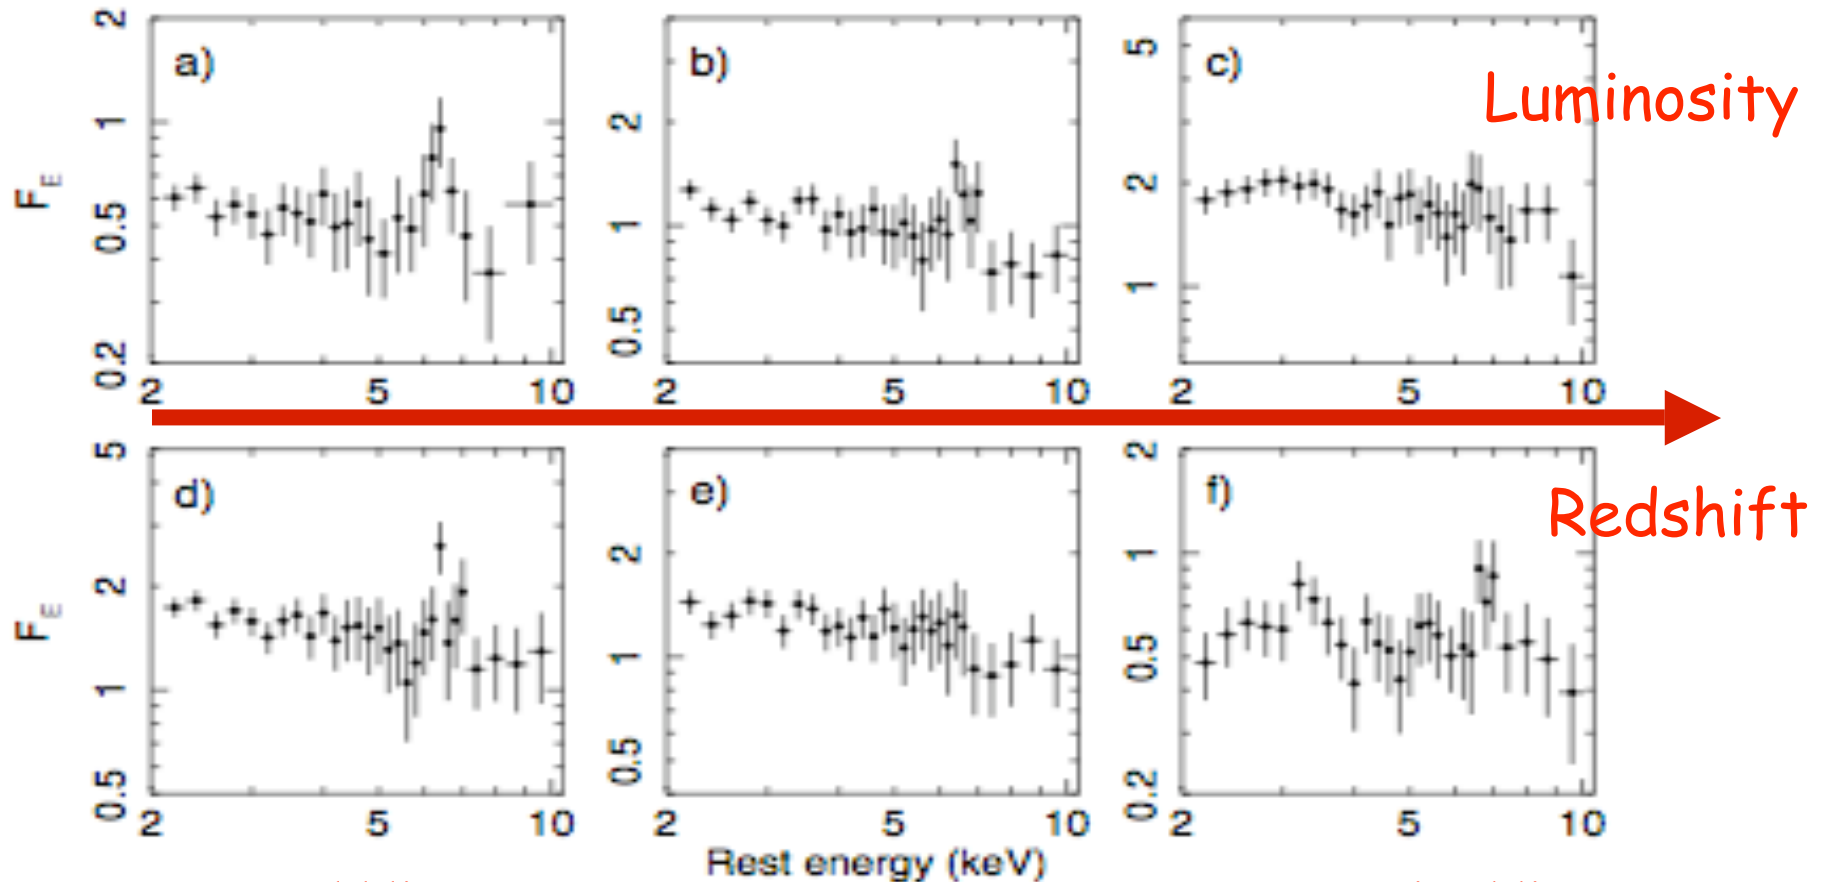 a) b) c)
2 1 0.5 0.2
2 1 0.5
5 2 1
F_E
Luminosity
2 5 10 2 5 10 2 5 10
d) e) f)
5 2 1 0.5
2 1 0.5
2 1 0.5 0.2
F_E
Redshift
2 5 10 2 5 10 2 5 10
Rest energy (keV)